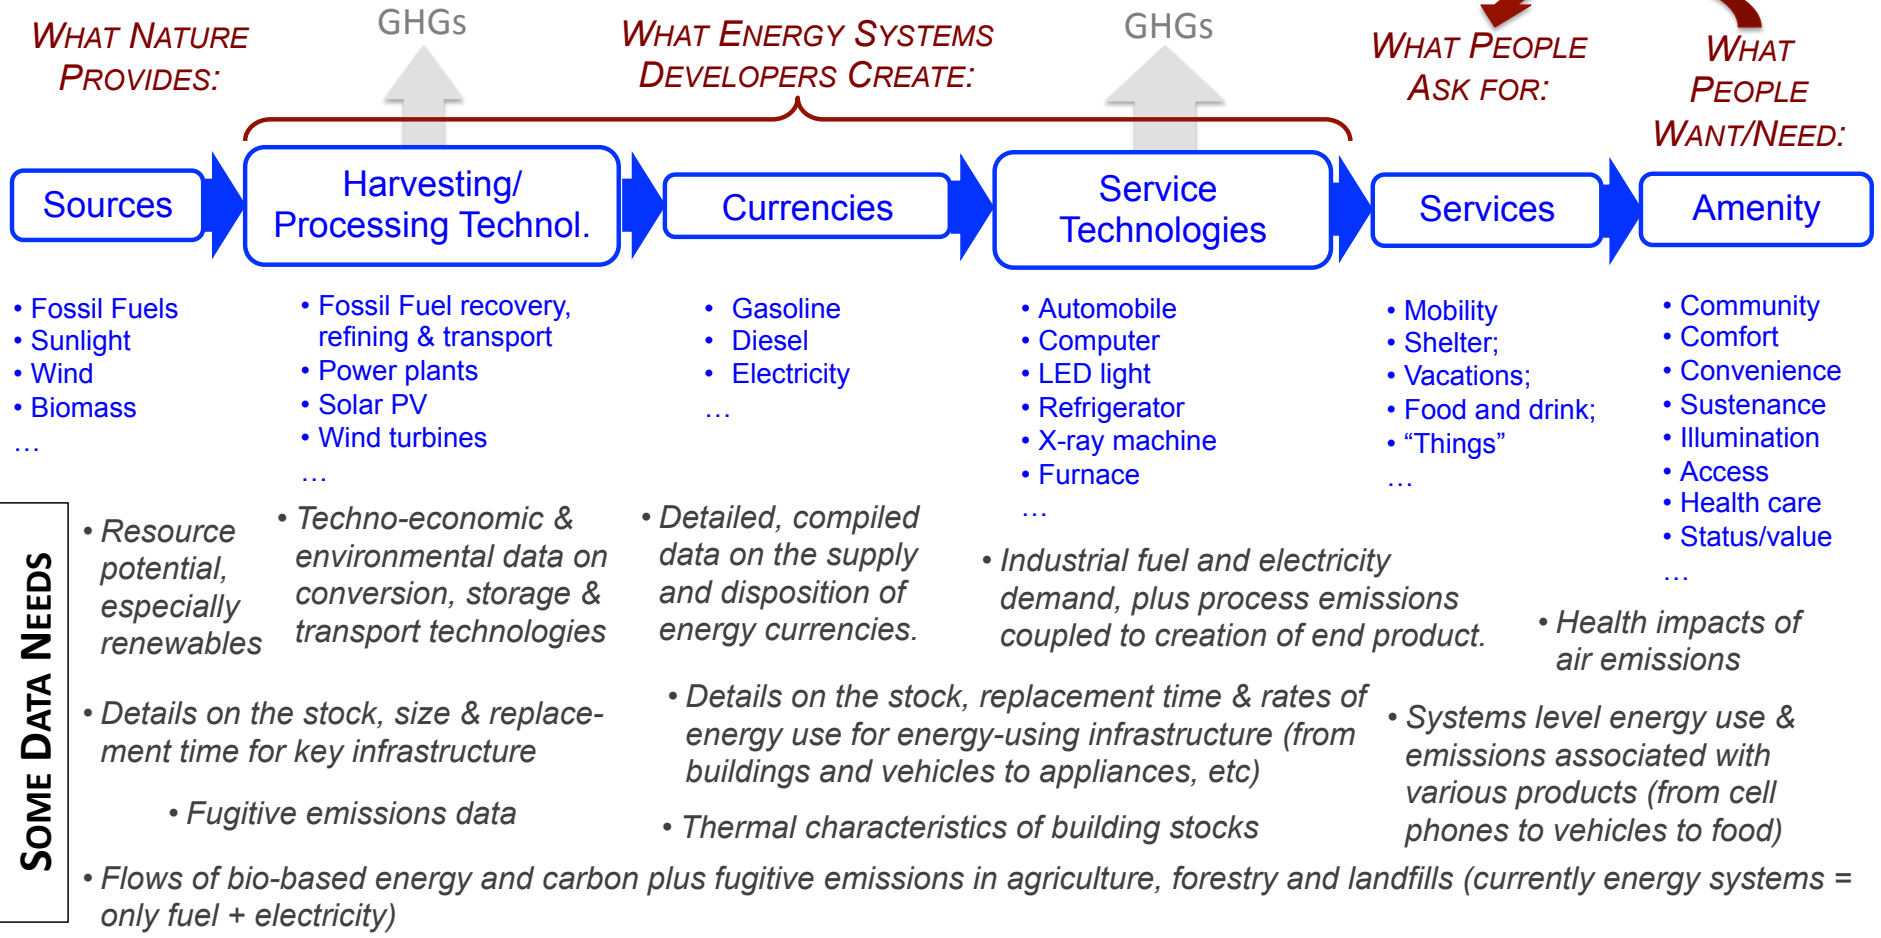 WHAT NATURE
PROVIDES:
GHGs
WHAT ENERGY SYSTEMS
DEVELOPERS CREATE:
GHGs
WHAT PEOPLE
ASK FOR:
WHAT
PEOPLE
WANT/NEED:
Sources
Harvesting/
Processing Technol.
Currencies
Service
Technologies
Services
Amenity
• Fossil Fuels
• Sunlight
• Wind
• Biomass
…
• Fossil Fuel recovery,
refining & transport
• Power plants
• Solar PV
• Wind turbines
…
• Gasoline
• Diesel
• Electricity
…
• Automobile
• Computer
• LED light
• Refrigerator
• X-ray machine
• Furnace
…
• Mobility
• Shelter;
• Vacations;
• Food and drink;
• “Things”
…
• Community
• Comfort
• Convenience
• Sustenance
• Illumination
• Access
• Health care
• Status/value
…
SOME DATA NEEDS
• Resource
potential,
especially
renewables
• Techno-economic &
environmental data on
conversion, storage &
transport technologies
• Detailed, compiled
data on the supply
and disposition of
energy currencies.
• Industrial fuel and electricity
demand, plus process emissions
coupled to creation of end product.
• Health impacts of
air emissions
• Details on the stock, size & replace-
ment time for key infrastructure
• Details on the stock, replacement time & rates of
energy use for energy-using infrastructure (from
buildings and vehicles to appliances, etc)
• Systems level energy use &
emissions associated with
various products (from cell
phones to vehicles to food)
• Fugitive emissions data
• Thermal characteristics of building stocks
• Flows of bio-based energy and carbon plus fugitive emissions in agriculture, forestry and landfills (currently energy systems =
only fuel + electricity)